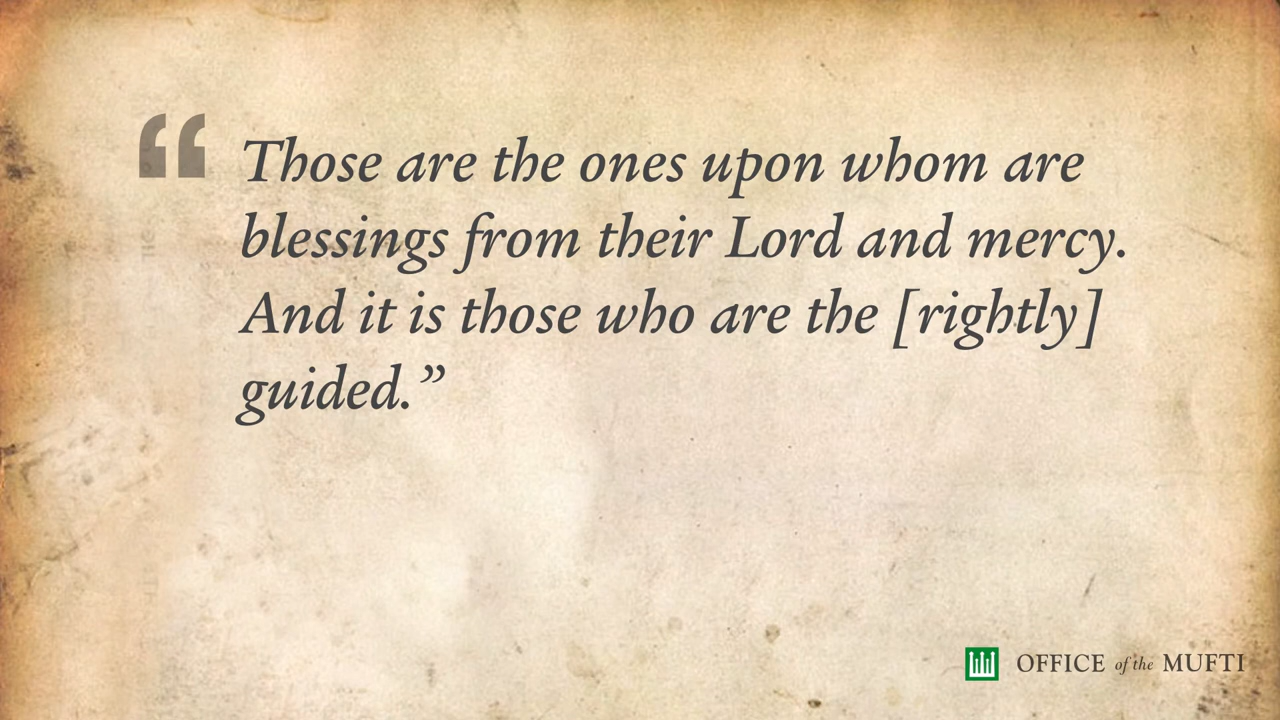 “Those are the ones upon whom are
blessings from their Lord and mercy.
And it is those who are the [rightly]
guided.”
OFFICE of the MUFTI